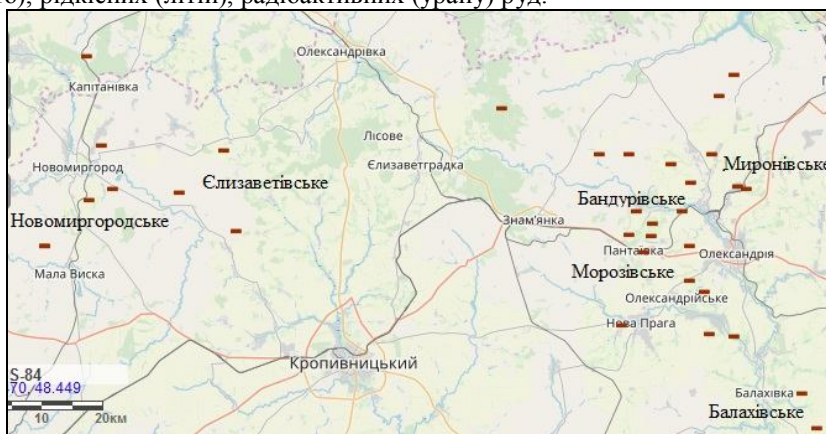 рідкісних (літій), радіоактивних (урану) руд.
Олександрівка
Капітанівка
Лісове
Новомиргород
Єлизаветградка
Миронівське
Єлизаветівське
Бандурівське
Новомиргородське
Знам'янка
Пантаївка
Олександрія
Мала Виска
Морозівське
Олександрійське
Нова Прага
Кропивницький
S-84
70, 48.449
Балахівка
10 20км
Балахівське